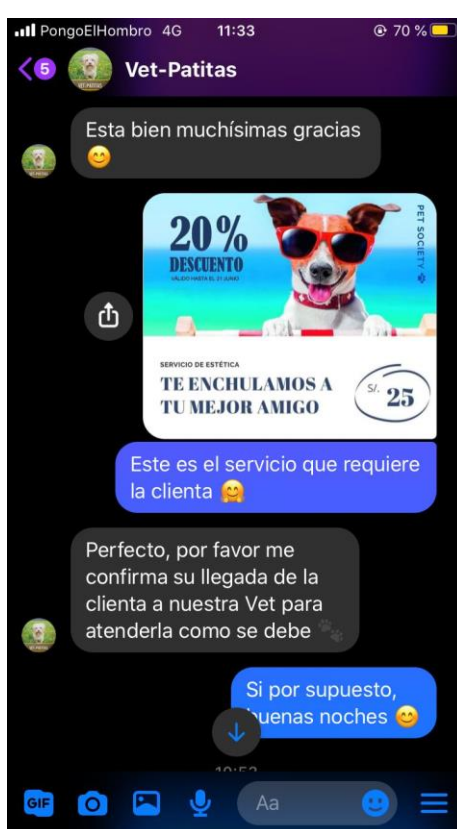 PongoElHombro 4G 11:33 70 %
5 Vet-Patitas
Esta bien muchísimas gracias
😊
20%
DESCUENTO
VÁLIDO HASTA EL 21 JUNIO
PET SOCIETY
SERVICIO DE ESTÉTICA
TE ENCHULAMOS A
TU MEJOR AMIGO
S/. 25
Este es el servicio que requiere
la clienta 🤗
Perfecto, por favor me
confirma su llegada de la
clienta a nuestra Vet para
atenderla como se debe 🐾
Si por supuesto,
buenas noches 😊
GIF
Aa